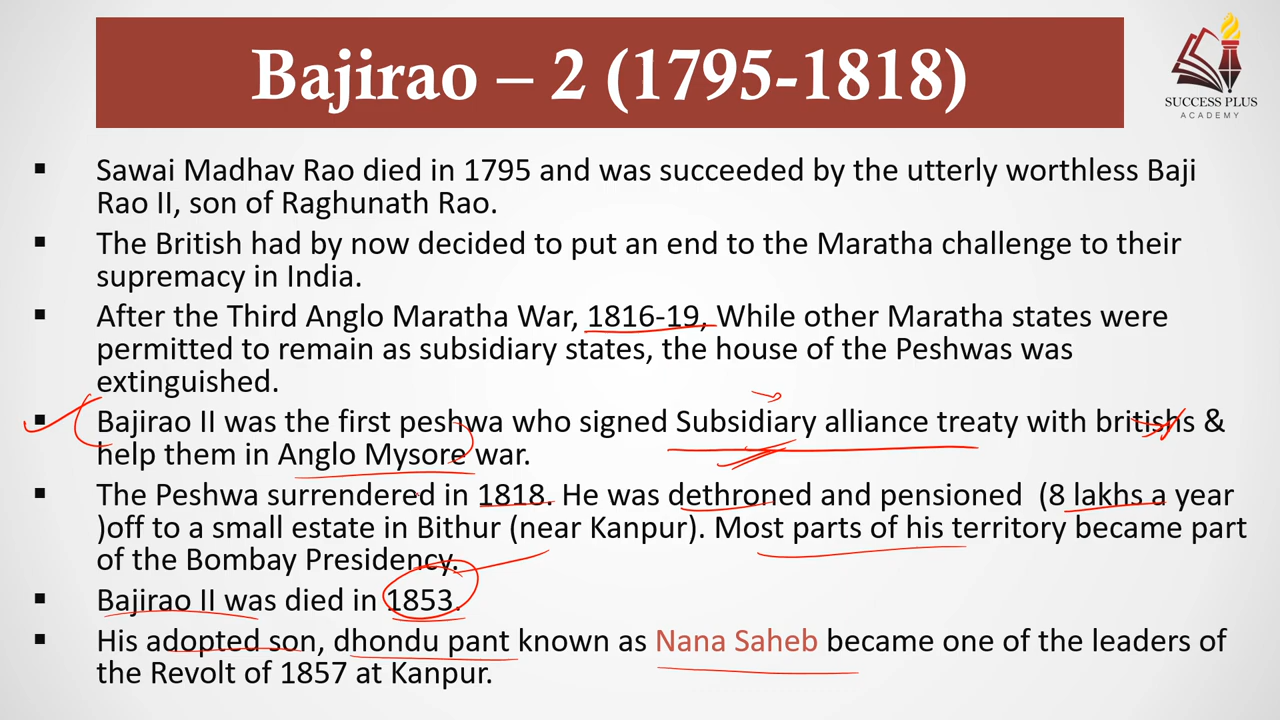 Bajirao – 2 (1795-1818)
SUCCESS PLUS
ACADEMY
▪ Sawai Madhav Rao died in 1795 and was succeeded by the utterly worthless Baji
Rao II, son of Raghunath Rao.
▪ The British had by now decided to put an end to the Maratha challenge to their
supremacy in India.
▪ After the Third Anglo Maratha War, 1816-19, While other Maratha states were
permitted to remain as subsidiary states, the house of the Peshwas was
extinguished.
▪ Bajirao II was the first peshwa who signed Subsidiary alliance treaty with britishs &
help them in Anglo Mysore war.
▪ The Peshwa surrendered in 1818. He was dethroned and pensioned (8 lakhs a year
)off to a small estate in Bithur (near Kanpur). Most parts of his territory became part
of the Bombay Presidency.
▪ Bajirao II was died in 1853.
▪ His adopted son, dhondu pant known as Nana Saheb became one of the leaders of
the Revolt of 1857 at Kanpur.